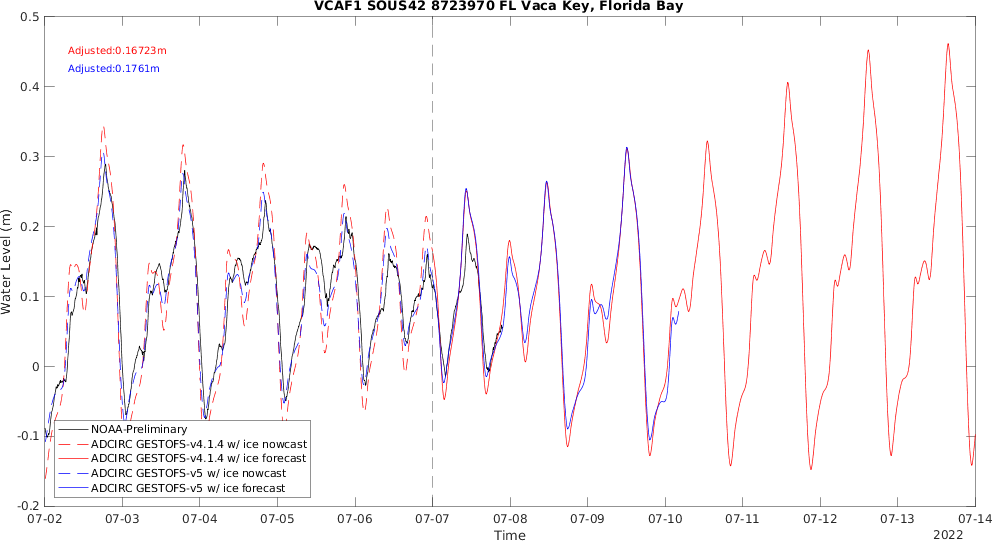 VCAF1 SOUS42 8723970 FL Vaca Key, Florida Bay
0.5
Adjusted:0.16723m
Adjusted:0.1761m
0.4
0.3
0.2
0.1
0
-0.1
-0.2
Water Level (m)
NOAA-Preliminary
ADCIRC GESTOFS-v4.1.4 w/ ice nowcast
ADCIRC GESTOFS-v4.1.4 w/ ice forecast
ADCIRC GESTOFS-v5 w/ ice nowcast
ADCIRC GESTOFS-v5 w/ ice forecast
07-02 07-03 07-04 07-05 07-06 07-07 07-08 07-09 07-10 07-11 07-12 07-13 07-14
Time
2022